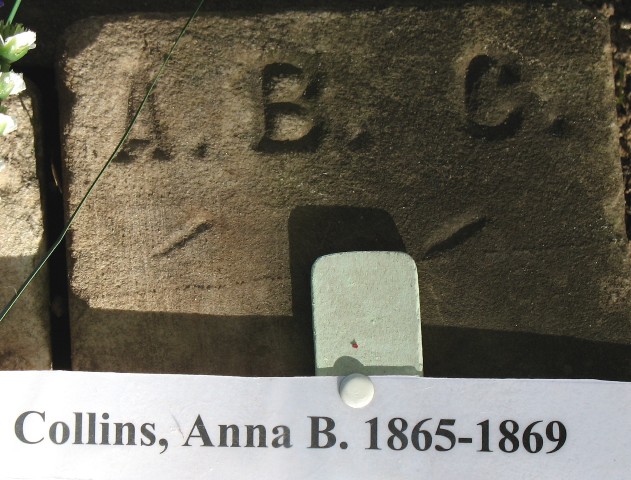 A. B. C.
Collins, Anna B. 1865-1869